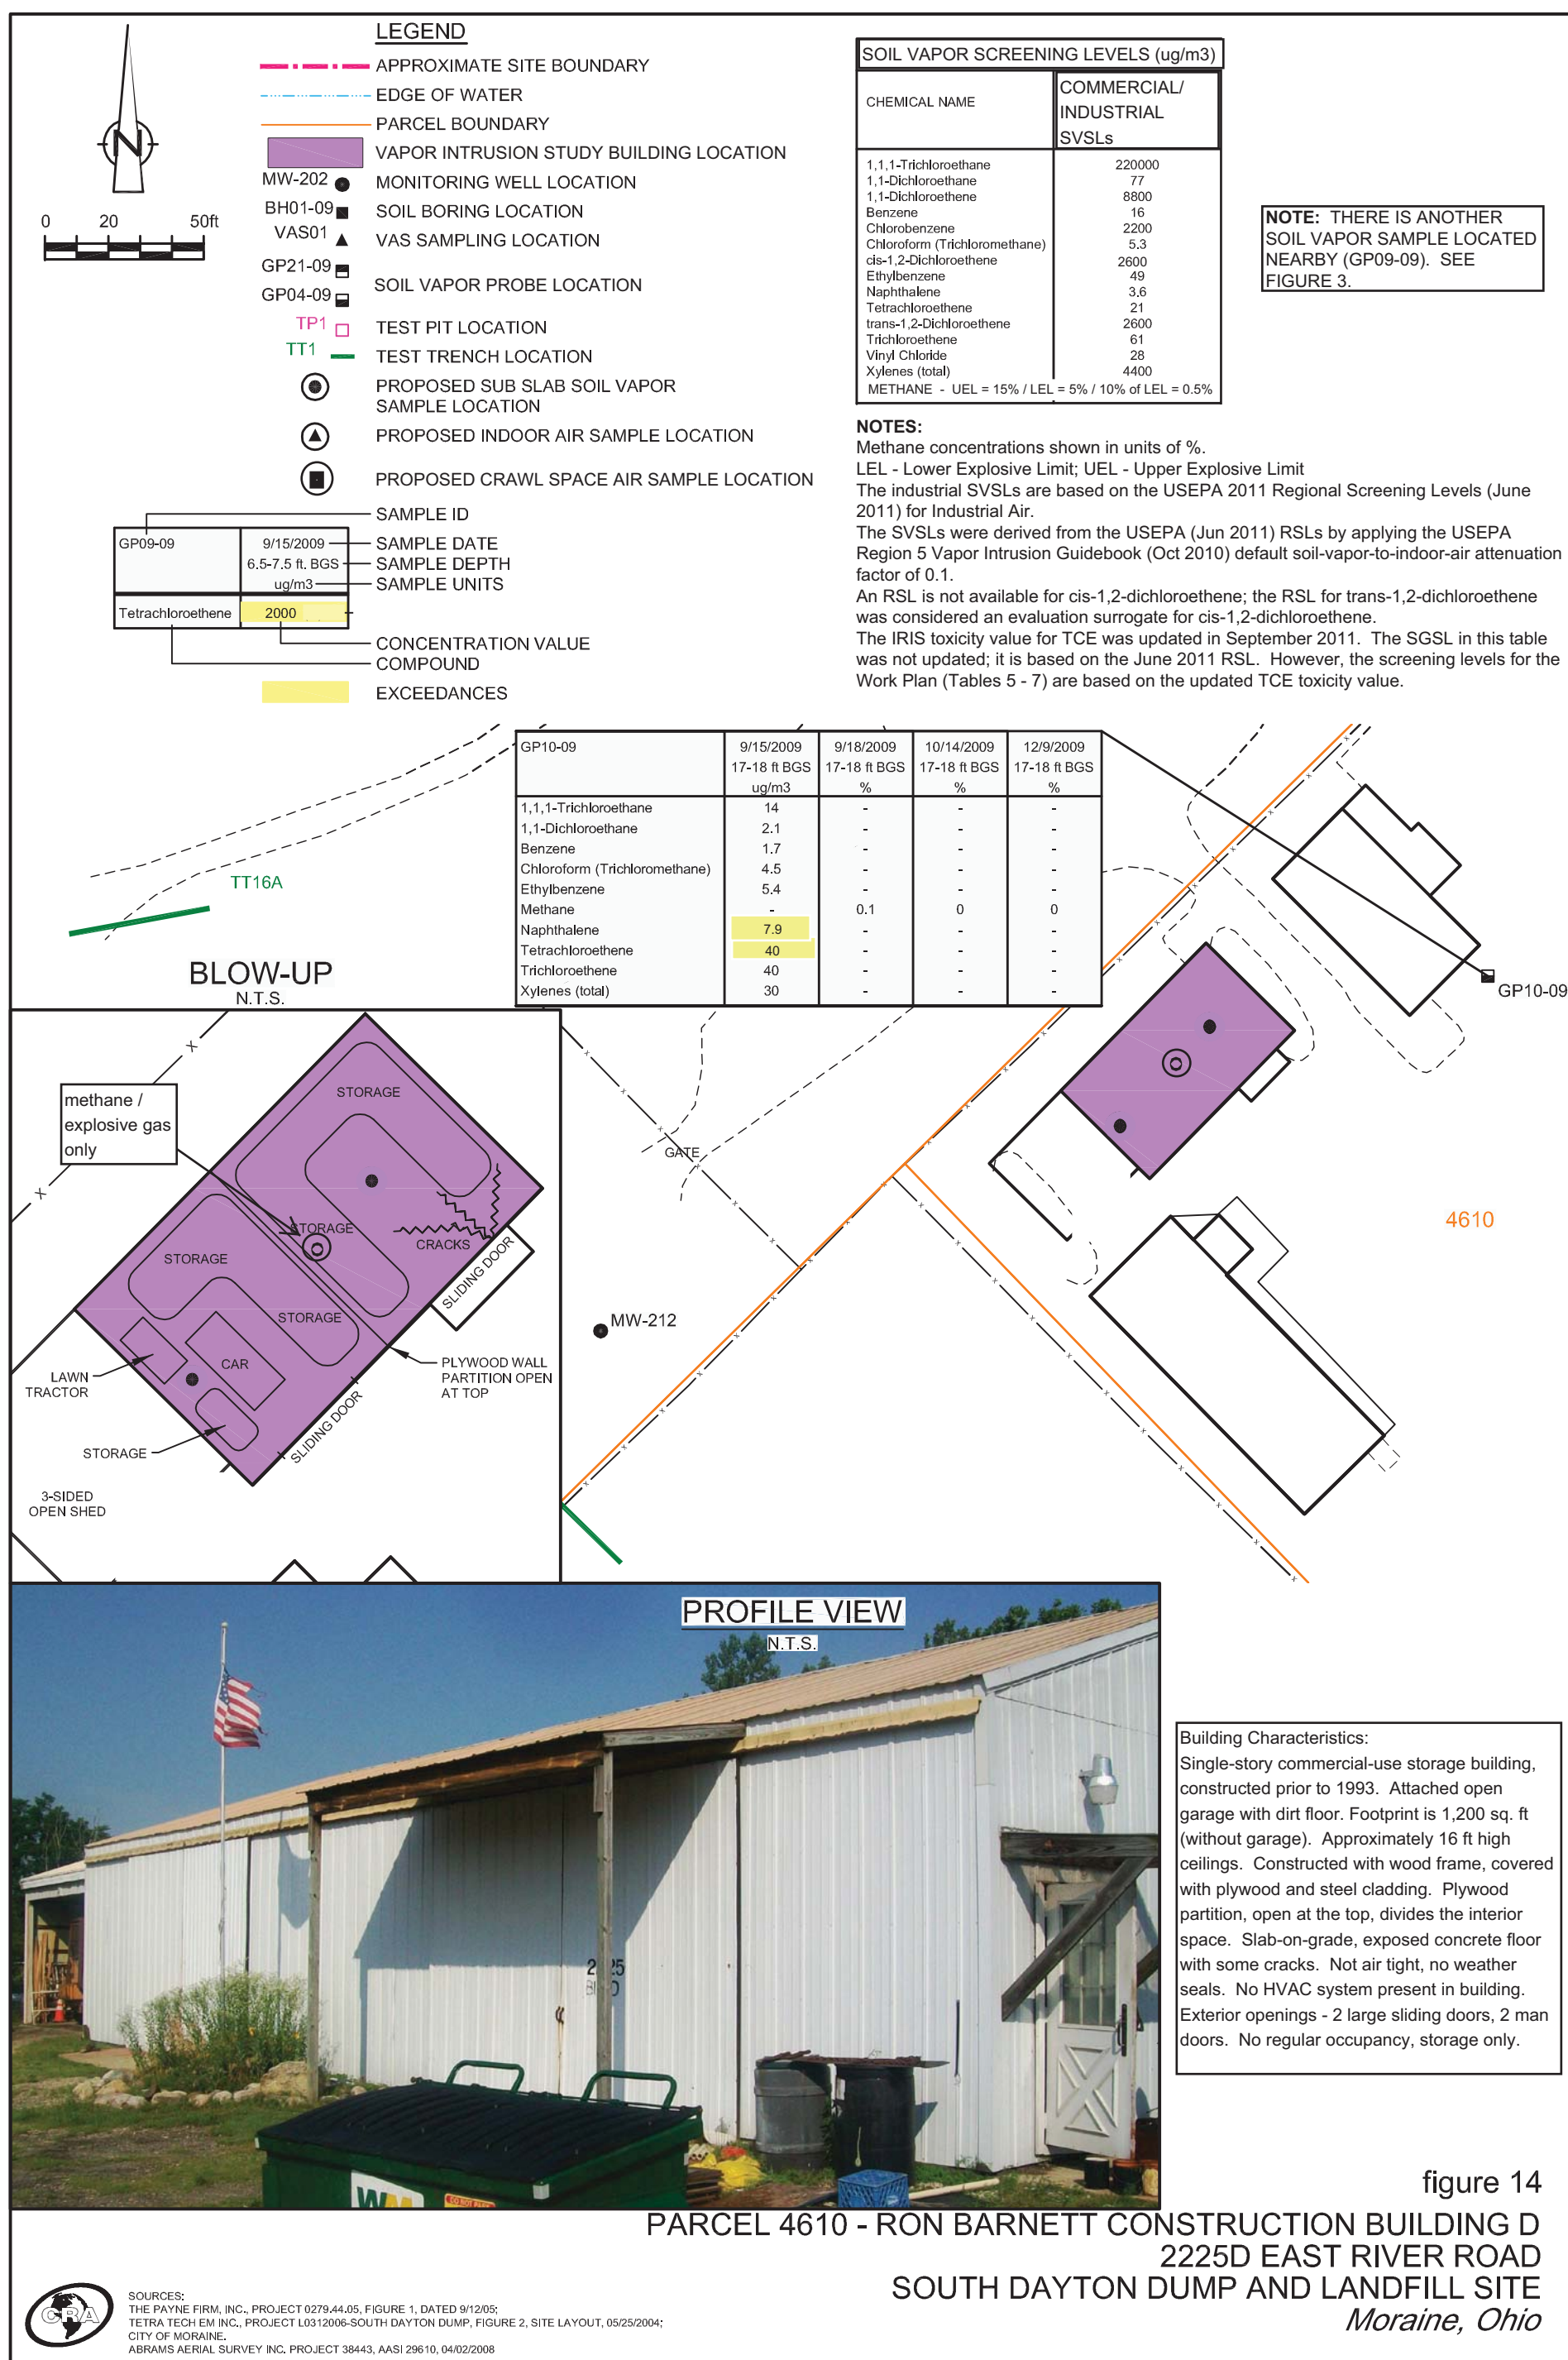 LEGEND
APPROXIMATE SITE BOUNDARY
EDGE OF WATER
PARCEL BOUNDARY
VAPOR INTRUSION STUDY BUILDING LOCATION
MW-202 MONITORING WELL LOCATION
BH01-09 SOIL BORING LOCATION
VAS01 VAS SAMPLING LOCATION
GP21-09
GP04-09 SOIL VAPOR PROBE LOCATION
TP1 TEST PIT LOCATION
TT1 TEST TRENCH LOCATION
PROPOSED SUB SLAB SOIL VAPOR
SAMPLE LOCATION
PROPOSED INDOOR AIR SAMPLE LOCATION
PROPOSED CRAWL SPACE AIR SAMPLE LOCATION
N
0 20 50ft
SAMPLE ID
GP09-09 9/15/2009 SAMPLE DATE
6.5-7.5 ft. BGS SAMPLE DEPTH
ug/m3 SAMPLE UNITS
Tetrachloroethene 2000
CONCENTRATION VALUE
COMPOUND
EXCEEDANCES
SOIL VAPOR SCREENING LEVELS (ug/m3)
CHEMICAL NAME COMMERCIAL/
INDUSTRIAL
SVSLs
1,1,1-Trichloroethane 220000
1,1-Dichloroethane 77
1,1-Dichloroethene 8800
Benzene 16
Chlorobenzene 2200
Chloroform (Trichloromethane) 5.3
cis-1,2-Dichloroethene 2600
Ethylbenzene 49
Naphthalene 3.6
Tetrachloroethene 21
trans-1,2-Dichloroethene 2600
Trichloroethene 61
Vinyl Chloride 28
Xylenes (total) 4400
METHANE - UEL = 15% / LEL = 5% / 10% of LEL = 0.5%
NOTE: THERE IS ANOTHER
SOIL VAPOR SAMPLE LOCATED
NEARBY (GP09-09). SEE
FIGURE 3.
NOTES:
Methane concentrations shown in units of %.
LEL - Lower Explosive Limit; UEL - Upper Explosive Limit
The industrial SVSLs are based on the USEPA 2011 Regional Screening Levels (June
2011) for Industrial Air.
The SVSLs were derived from the USEPA (Jun 2011) RSLs by applying the USEPA
Region 5 Vapor Intrusion Guidebook (Oct 2010) default soil-vapor-to-indoor-air attenuation
factor of 0.1.
An RSL is not available for cis-1,2-dichloroethene; the RSL for trans-1,2-dichloroethene
was considered an evaluation surrogate for cis-1,2-dichloroethene.
The IRIS toxicity value for TCE was updated in September 2011. The SGSL in this table
was not updated; it is based on the June 2011 RSL. However, the screening levels for the
Work Plan (Tables 5 - 7) are based on the updated TCE toxicity value.
GP10-09 9/15/2009 9/18/2009 10/14/2009 12/9/2009
17-18 ft BGS 17-18 ft BGS 17-18 ft BGS 17-18 ft BGS
ug/m3 % % %
1,1,1-Trichloroethane 14 - - -
1,1-Dichloroethane 2.1 - - -
Benzene 1.7 - - -
Chloroform (Trichloromethane) 4.5 - - -
Ethylbenzene 5.4 - - -
Methane - 0.1 0 0
Naphthalene 7.9 - - -
Tetrachloroethene 40 - - -
Trichloroethene 40 - - -
Xylenes (total) 30 - - -
TT16A
GP10-09
GATE
4610
MW-212
BLOW-UP
N.T.S.
methane /
explosive gas
only
STORAGE
STORAGE
STORAGE
CRACKS
SLIDING DOOR
STORAGE
CAR
LAWN
TRACTOR
PLYWOOD WALL
PARTITION OPEN
AT TOP
SLIDING DOOR
STORAGE
3-SIDED
OPEN SHED
PROFILE VIEW
N.T.S.
WM
Building Characteristics:
Single-story commercial-use storage building,
constructed prior to 1993. Attached open
garage with dirt floor. Footprint is 1,200 sq. ft
(without garage). Approximately 16 ft high
ceilings. Constructed with wood frame, covered
with plywood and steel cladding. Plywood
partition, open at the top, divides the interior
space. Slab-on-grade, exposed concrete floor
with some cracks. Not air tight, no weather
seals. No HVAC system present in building.
Exterior openings - 2 large sliding doors, 2 man
doors. No regular occupancy, storage only.
figure 14
PARCEL 4610 - RON BARNETT CONSTRUCTION BUILDING D
2225D EAST RIVER ROAD
SOUTH DAYTON DUMP AND LANDFILL SITE
Moraine, Ohio
CRA
SOURCES:
THE PAYNE FIRM, INC., PROJECT 0279.44.05, FIGURE 1, DATED 9/12/05;
TETRA TECH EM INC., PROJECT L0312006-SOUTH DAYTON DUMP, FIGURE 2, SITE LAYOUT, 05/25/2004;
CITY OF MORAINE.
ABRAMS AERIAL SURVEY INC. PROJECT 38443, AASI 29610, 04/02/2008